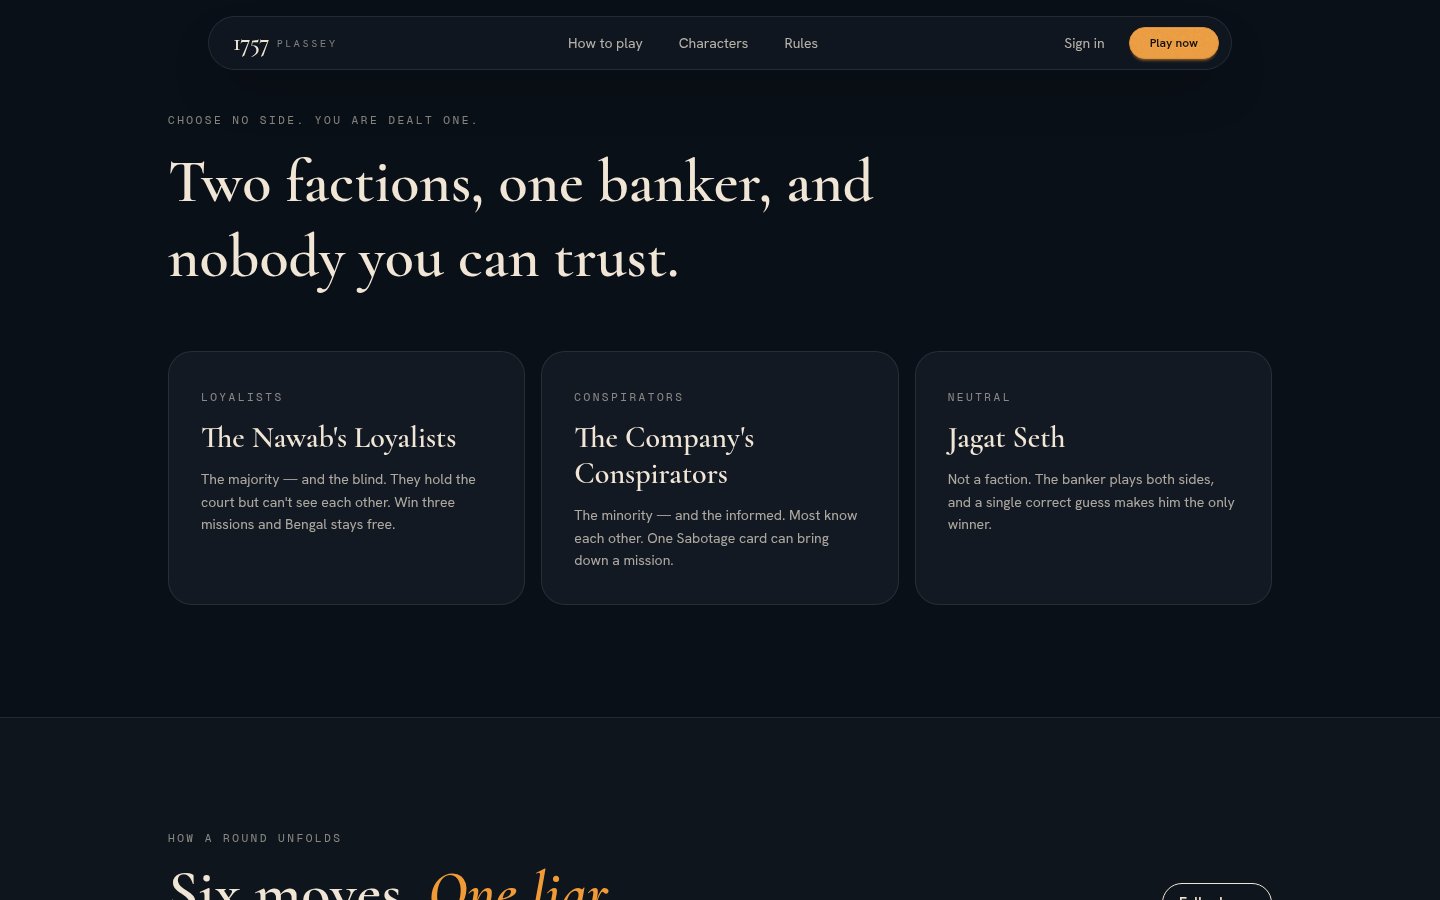 1757 PLASSEY
How to play
Characters
Rules
Sign in
Play now
CHOOSE NO SIDE. YOU ARE DEALT ONE.
Two factions, one banker, and
nobody you can trust.
LOYALISTS
The Nawab's Loyalists
The majority — and the blind. They hold the
court but can't see each other. Win three
missions and Bengal stays free.
CONSPIRATORS
The Company's
Conspirators
The minority — and the informed. Most know
each other. One Sabotage card can bring
down a mission.
NEUTRAL
Jagat Seth
Not a faction. The banker plays both sides,
and a single correct guess makes him the only
winner.
HOW A ROUND UNFOLDS
Six moves. One liar.